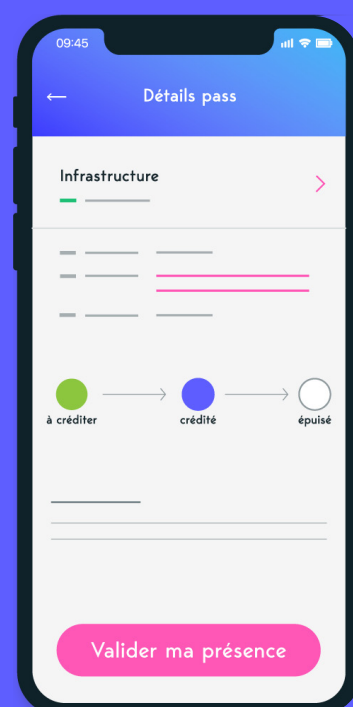 09:45
Détails pass
Infrastructure
à créditer
crédité
épuisé
Valider ma présence